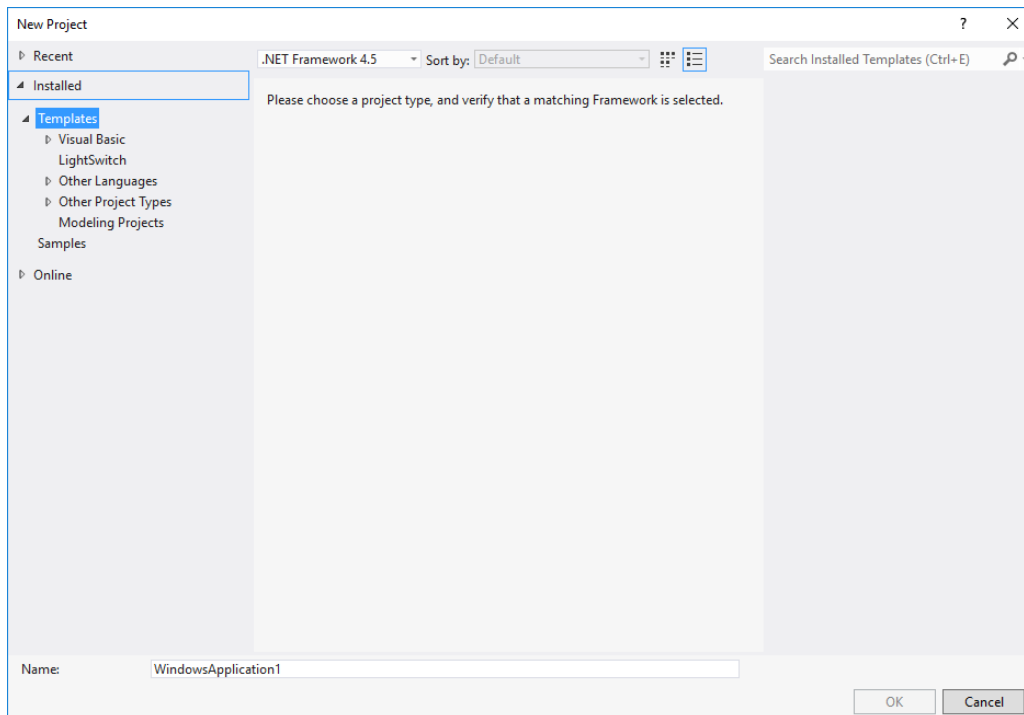 New Project
?
Recent
.NET Framework 4.5
Sort by:
Default
Search Installed Templates (Ctrl+E)
Installed
Please choose a project type, and verify that a matching Framework is selected.
Templates
Visual Basic
LightSwitch
Other Languages
Other Project Types
Modeling Projects
Samples
Online
Name:
WindowsApplication1
OK
Cancel